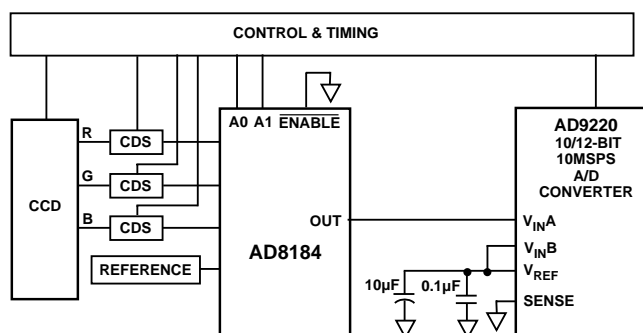 CONTROL & TIMING
A0 A1 ENABLE
AD9220
10/12-BIT
10MSPS
A/D
CONVERTER
R
CDS
G
CDS
CCD
B
CDS
OUT
VINA
AD8184
VINB
REFERENCE
10µF
0.1µF
VREF
SENSE